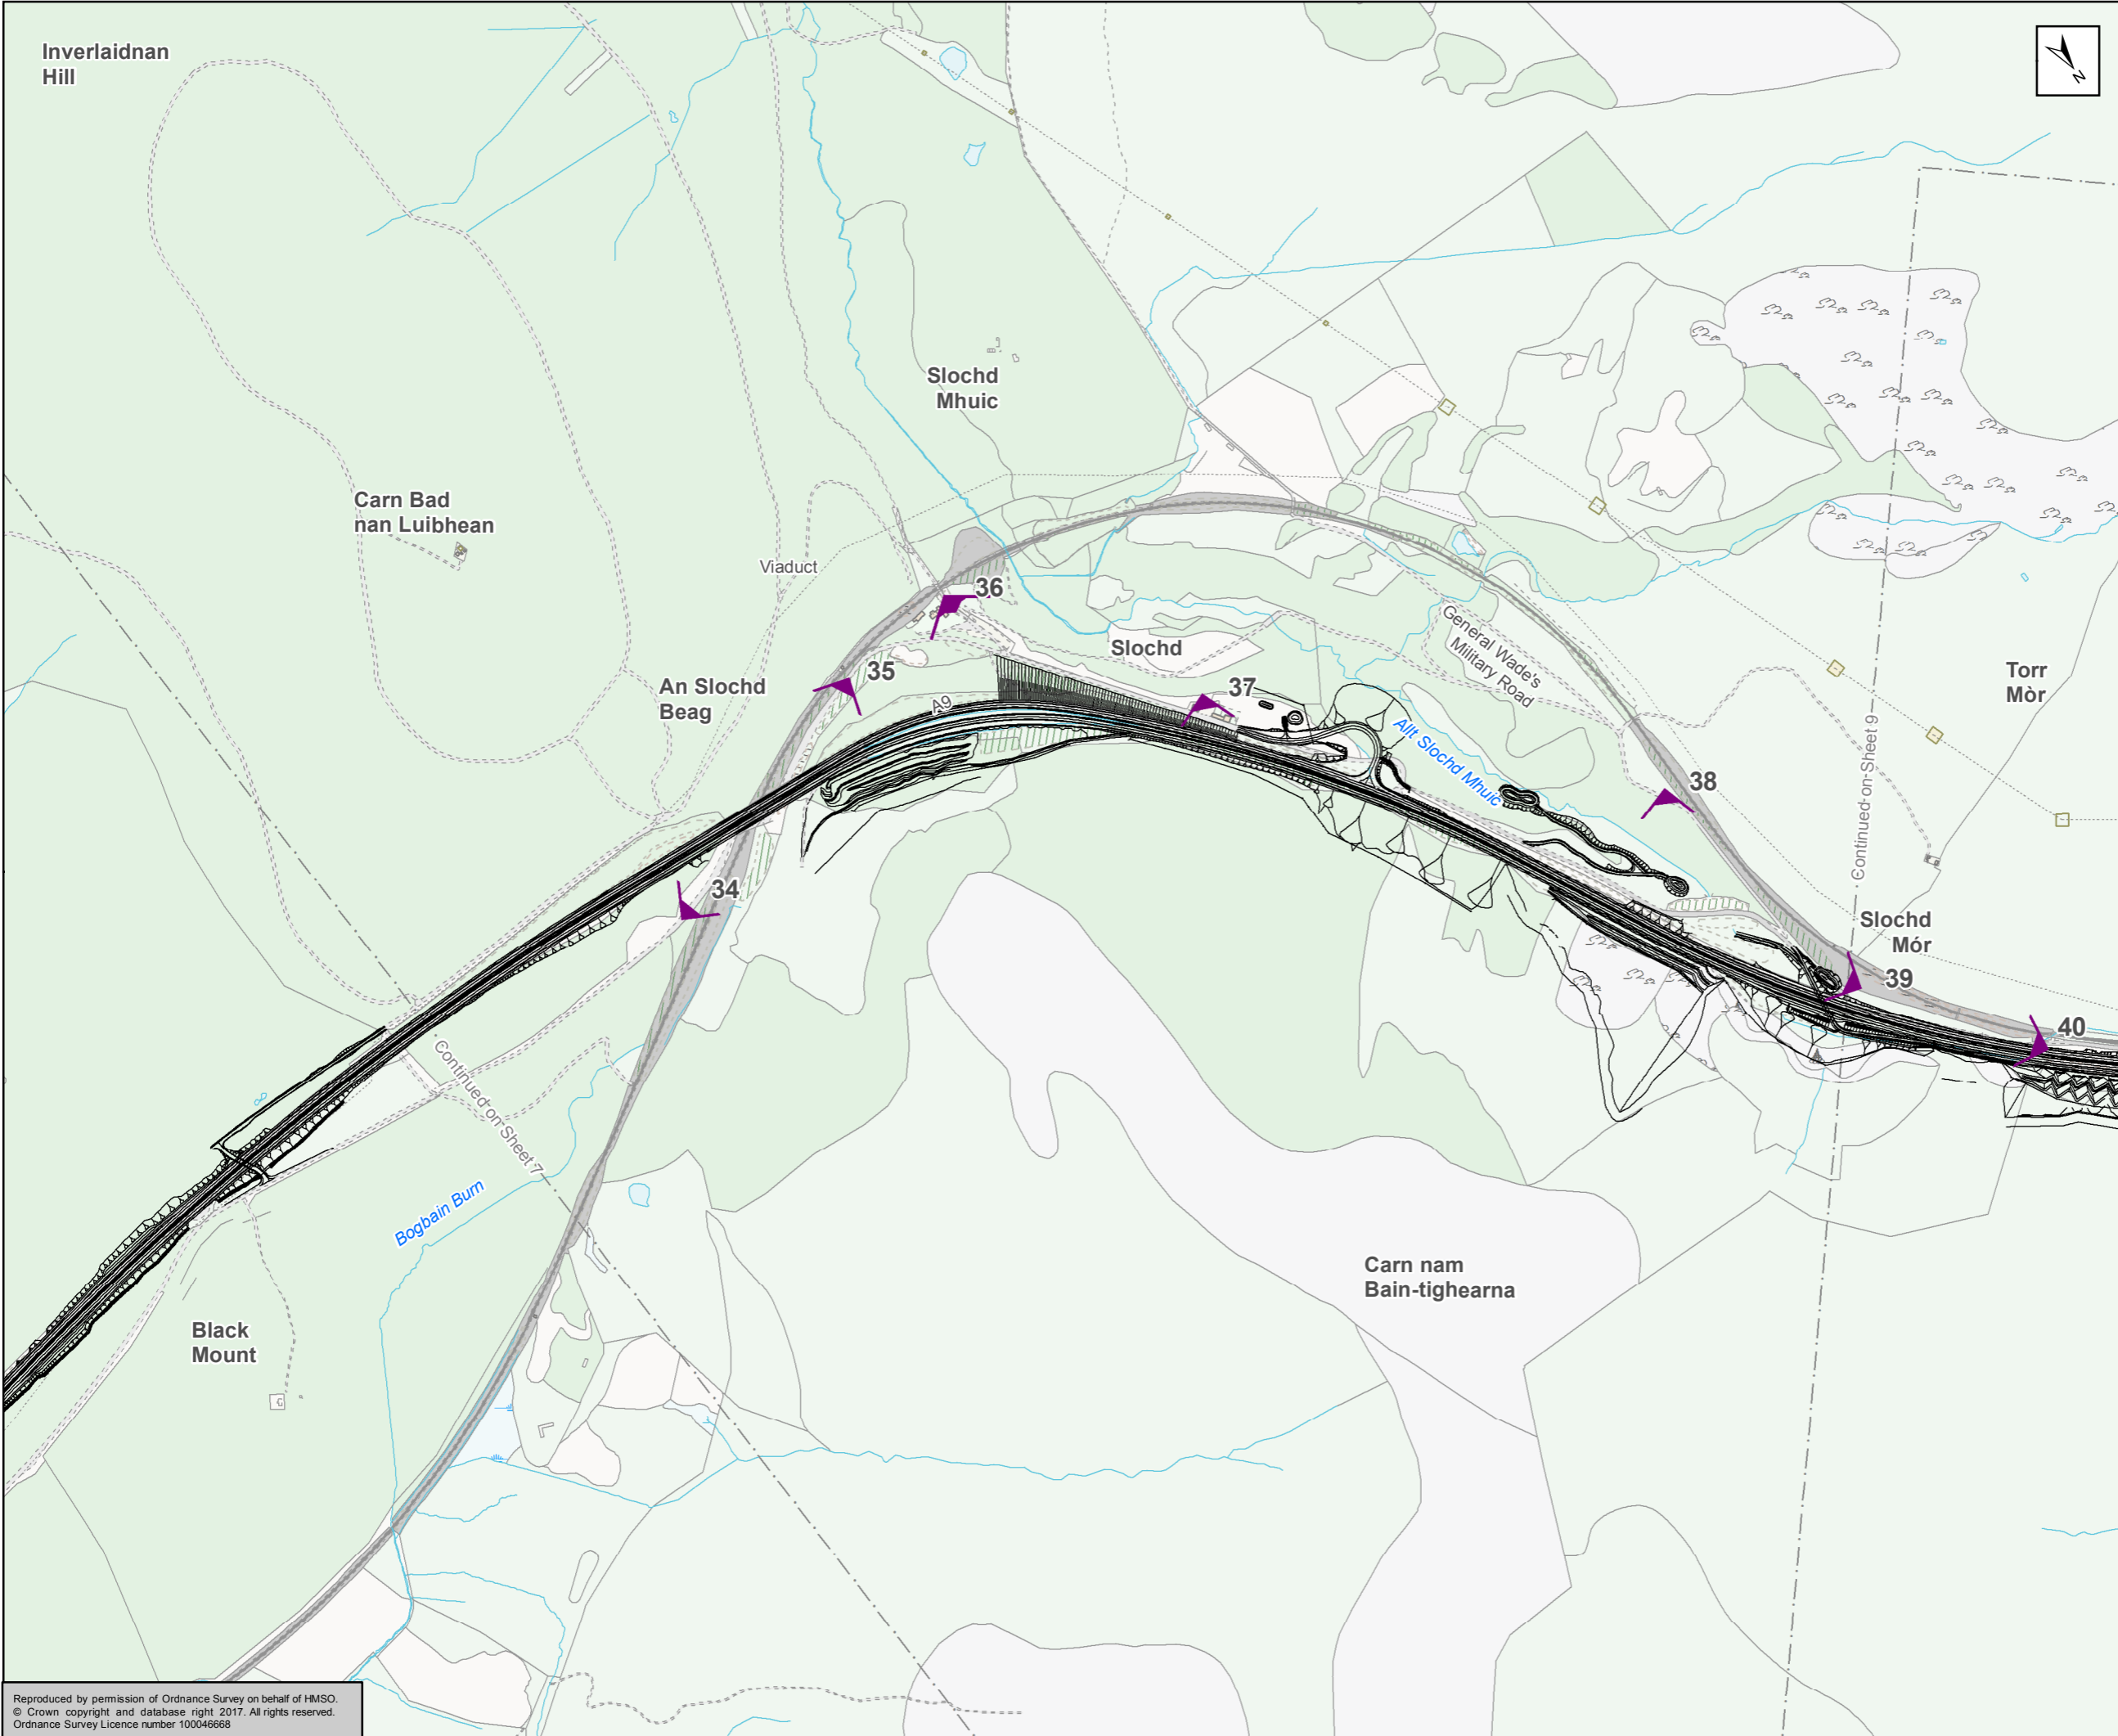 Inverlaidnan
Hill
N
Slochd
Mhuic
Carn Bad
nan Luibhean
Viaduct
36
Slochd
General Wade's
Military Road
35
An Slochd
Beag
A9
37
Torr
Mòr
Allt Slochd Mhuic
38
Continued on Sheet 9
34
Slochd
Mór
39
40
Continued on Sheet 7
Bogbain Burn
Carn nam
Bain-tighearna
Black
Mount
G
Reproduced by permission of Ordnance Survey on behalf of HMSO.
© Crown copyright and database right 2017. All rights reserved.
Ordnance Survey Licence number 100046668